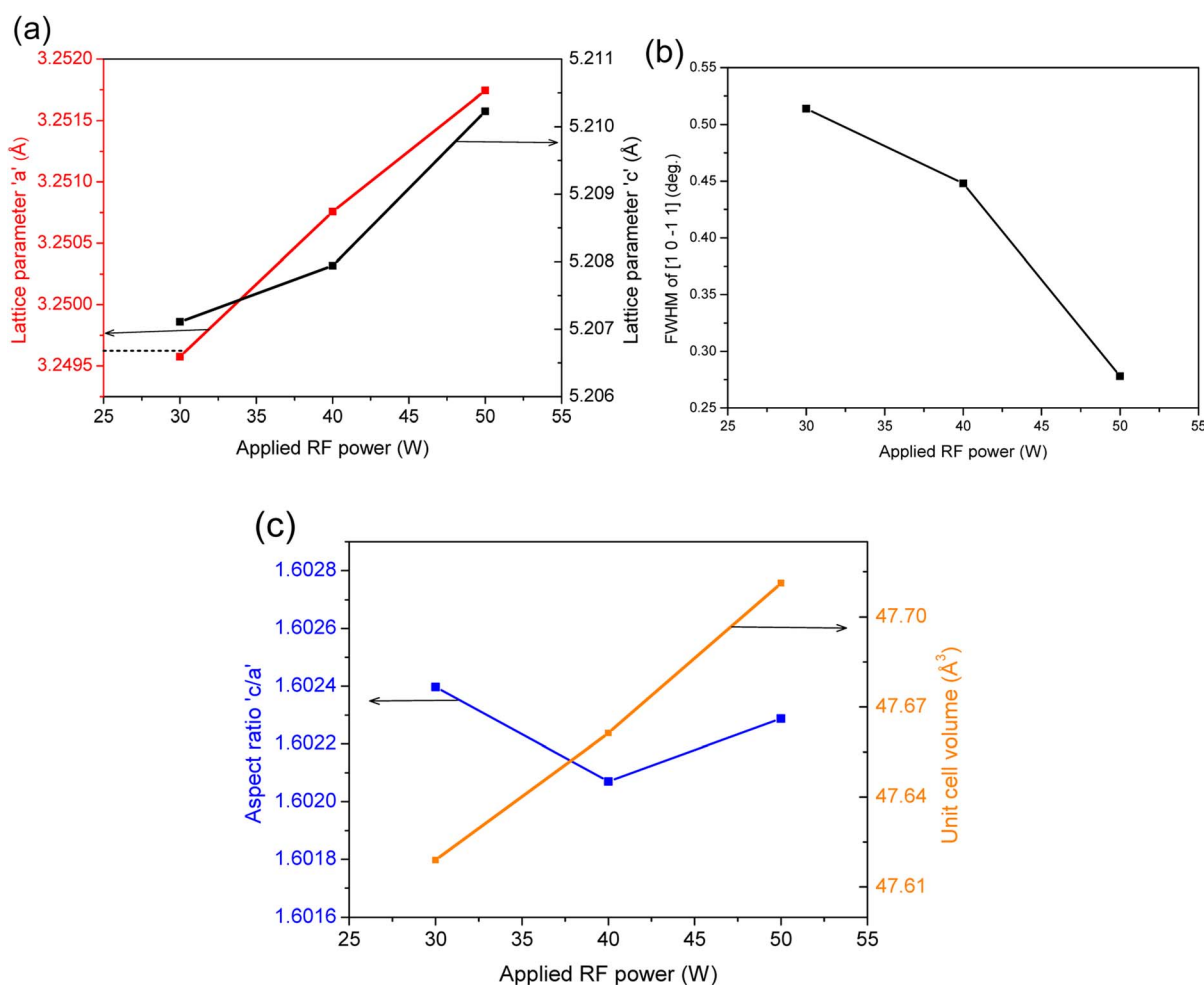 (a)
3.2520
3.2515
3.2510
3.2505
3.2500
3.2495
Lattice parameter 'a' (Å)
5.211
5.210
5.209
5.208
5.207
5.206
Lattice parameter 'c' (Å)
25 30 35 40 45 50 55
Applied RF power (W)
(b)
0.55
0.50
0.45
0.40
0.35
0.30
0.25
FWHM of [1 0 -1 1] (deg.)
25 30 35 40 45 50 55
Applied RF power (W)
(c)
1.6028
1.6026
1.6024
1.6022
1.6020
1.6018
1.6016
Aspect ratio 'c/a'
47.70
47.67
47.64
47.61
Unit cell volume (Å³)
25 30 35 40 45 50 55
Applied RF power (W)